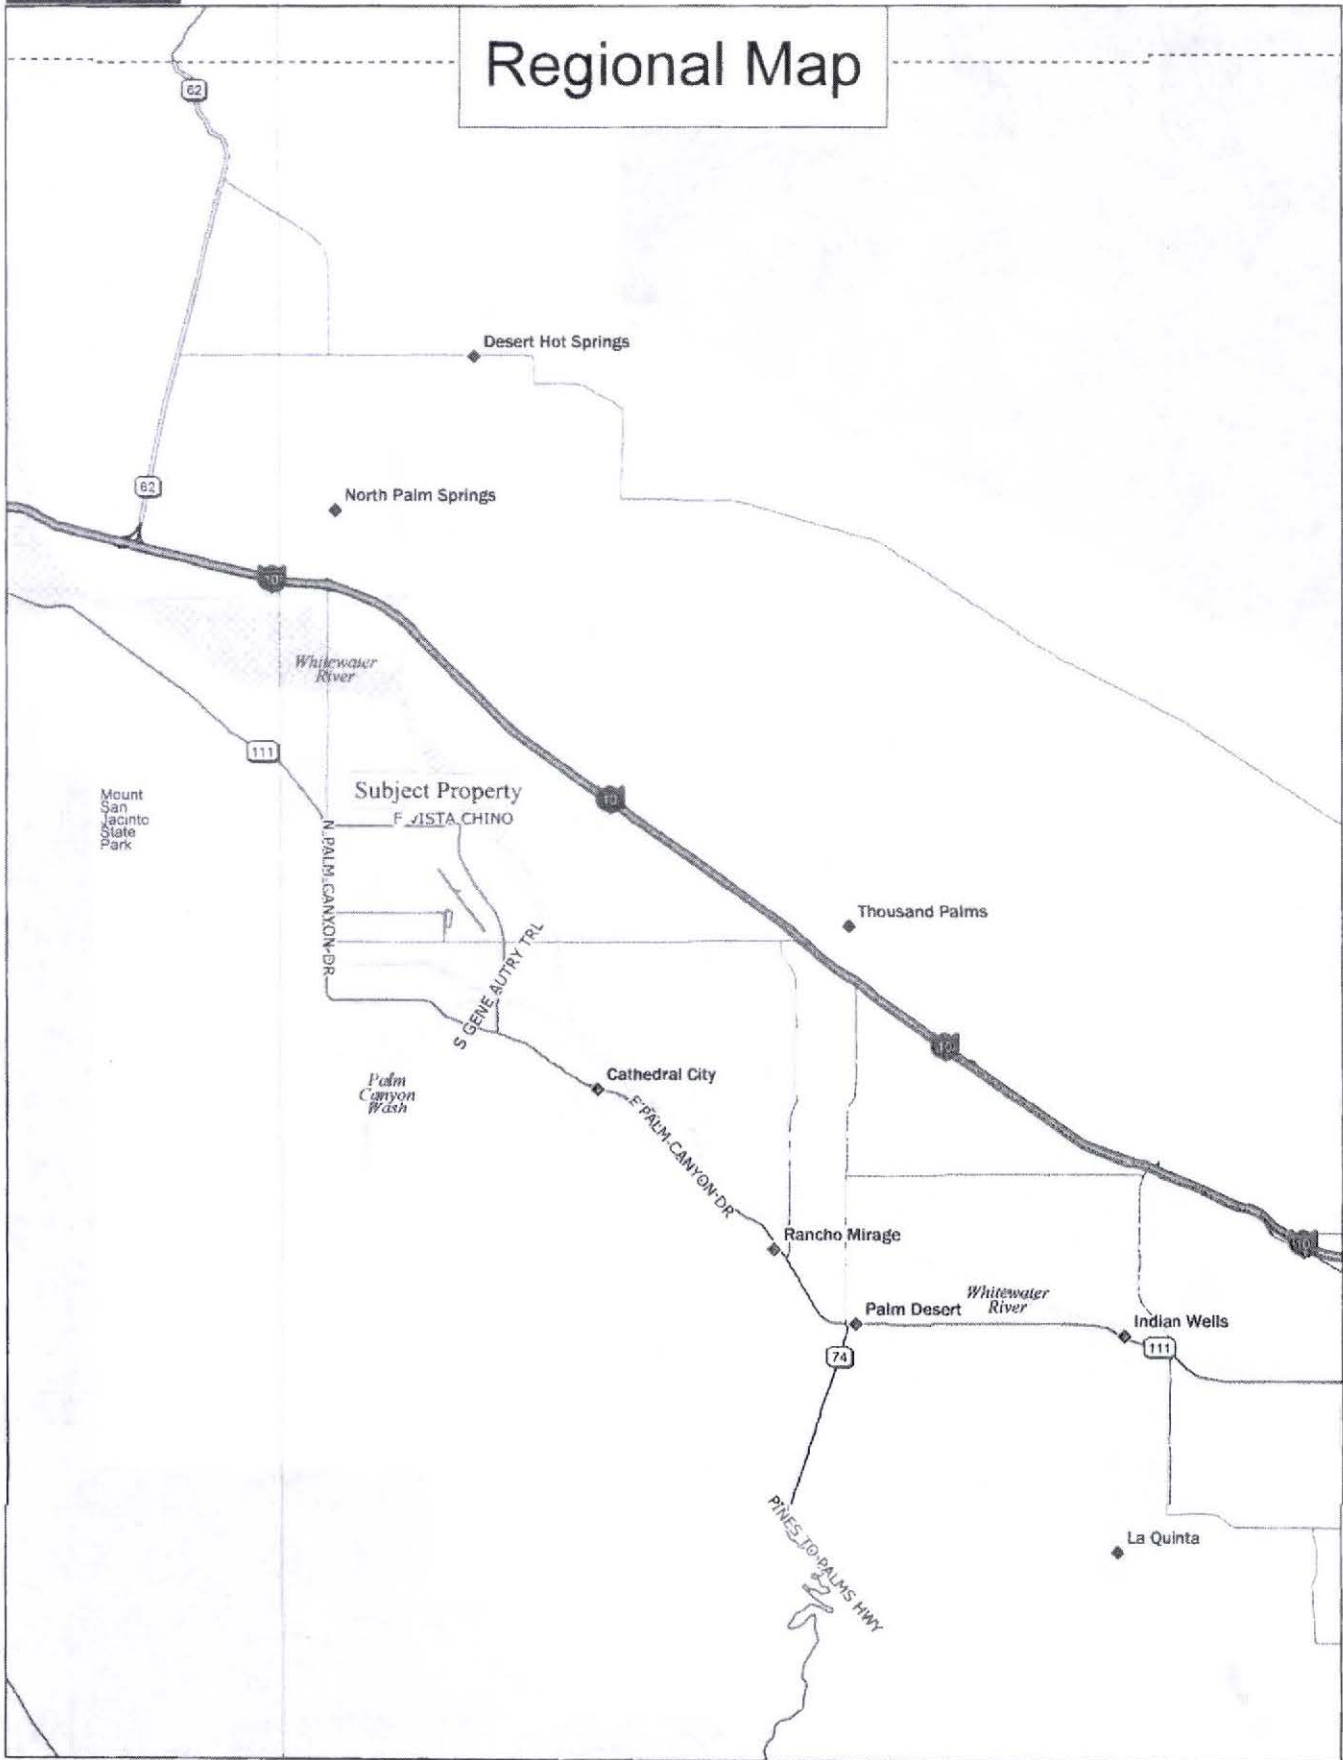 Regional Map
62
Desert Hot Springs
62
North Palm Springs
10
Whitewater
River
111
Subject Property
E VISTA CHINO
10
Mount
San
Jacinto
State
Park
N PALM CANYON DR
Thousand Palms
S GENE AUTRY TRL
10
Palm
Canyon
Wash
Cathedral City
E PALM CANYON DR
Rancho Mirage
10
Whitewater
River
Palm Desert
Indian Wells
74
111
PINES TO PALMS HWY
La Quinta